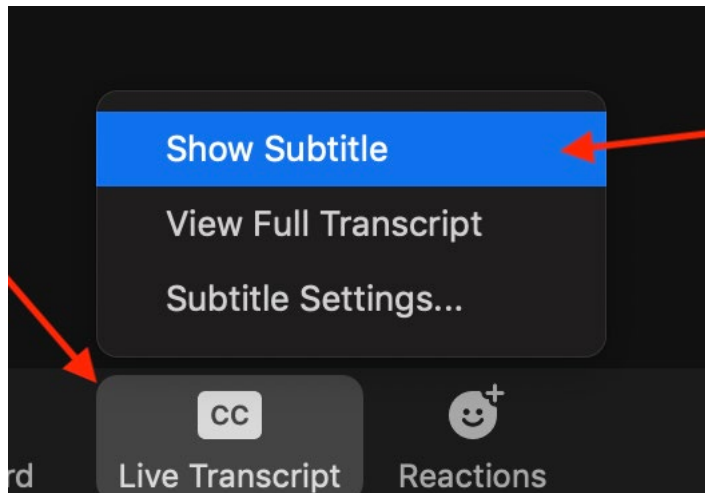 Show Subtitle
View Full Transcript
Subtitle Settings...
CC
rd Live Transcript Reactions